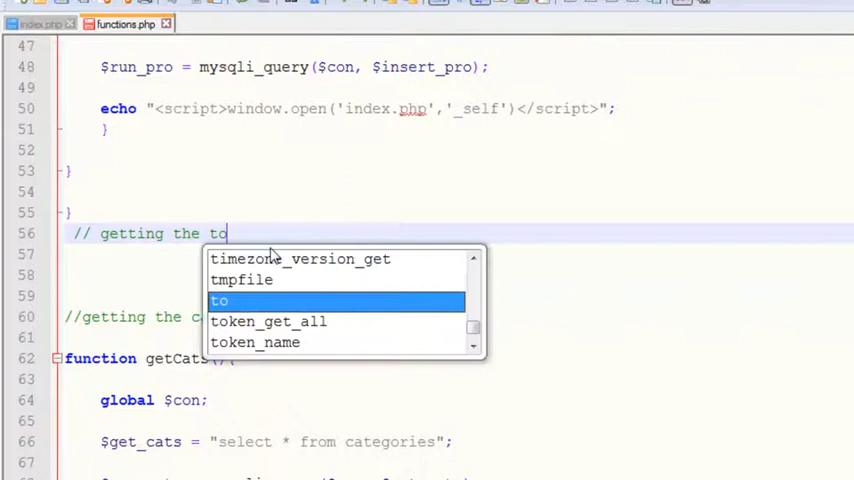 index.php functions.php
47
48 $run_pro = mysqli_query($con, $insert_pro);
49
50 echo "<script>window.open('index.php','_self')</script>";
51 }
52
53 }
54
55 }
56 // getting the to
57 timezone_version_get
58 tmpfile
59 to
60 //getting the c
token_get_all
61 token_name
62 function getCats(){
63
64 global $con;
65
66 $get_cats = "select * from categories";
67